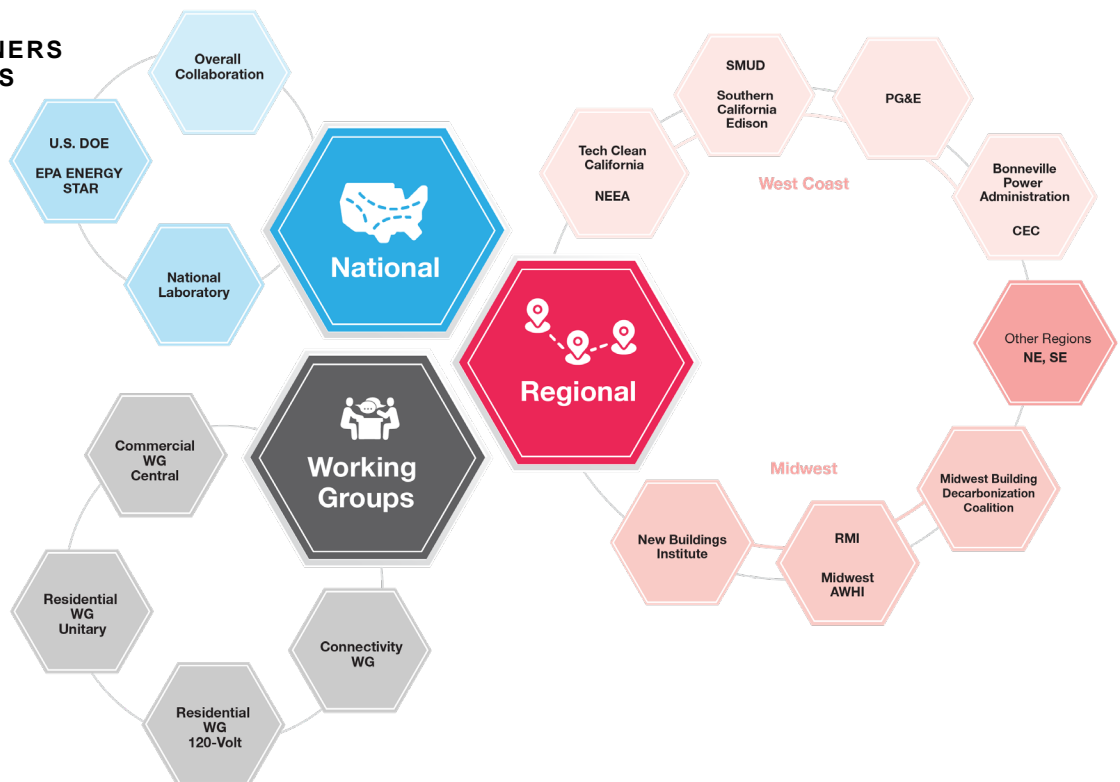 Overall
Collaboration
U.S. DOE
EPA ENERGY
STAR
National
Laboratory
National
SMUD
Southern
California
Edison
PG&E
Tech Clean
California
NEEA
West Coast
Bonneville
Power
Administration
CEC
Regional
Other Regions
NE, SE
Midwest
Midwest Building
Decarbonization
Coalition
RMI
Midwest
AWHI
New Buildings
Institute
Working
Groups
Commercial
WG
Central
Residential
WG
Unitary
Residential
WG
120-Volt
Connectivity
WG